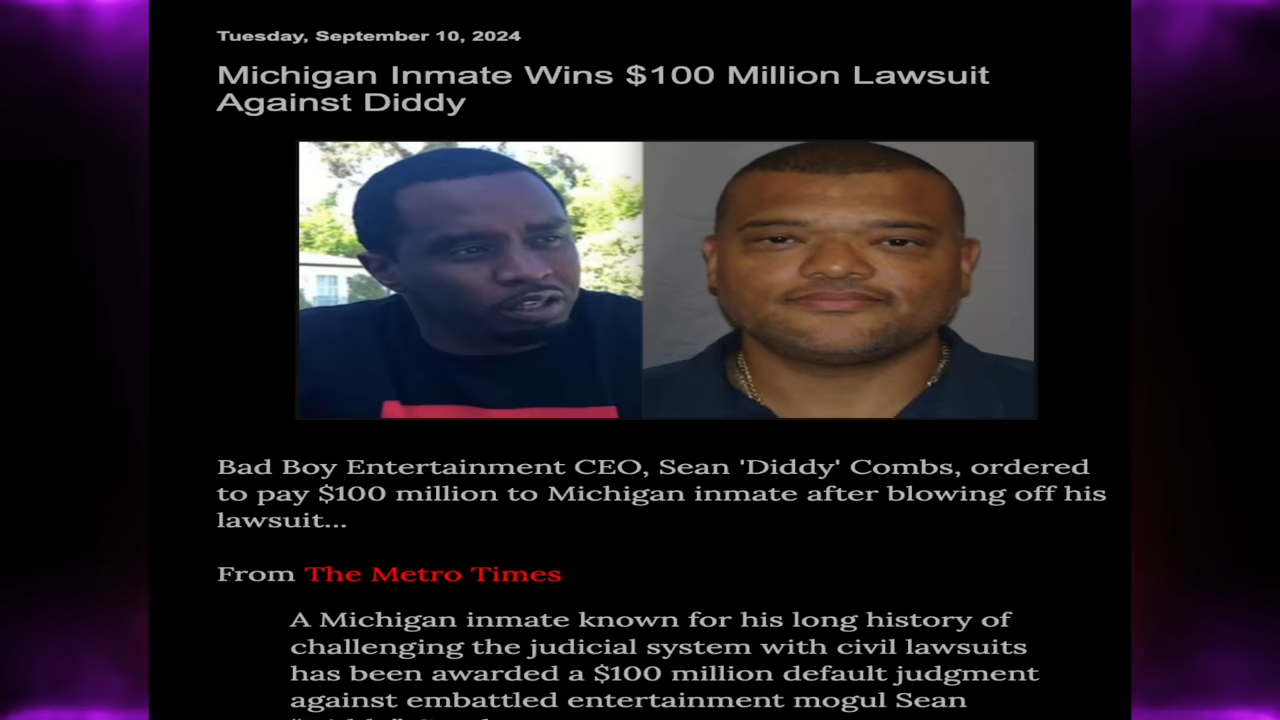 Tuesday, September 10, 2024
Michigan Inmate Wins $100 Million Lawsuit
Against Diddy
Bad Boy Entertainment CEO, Sean 'Diddy' Combs, ordered
to pay $100 million to Michigan inmate after blowing off his
lawsuit...
From The Metro Times
A Michigan inmate known for his long history of
challenging the judicial system with civil lawsuits
has been awarded a $100 million default judgment
against embattled entertainment mogul Sean